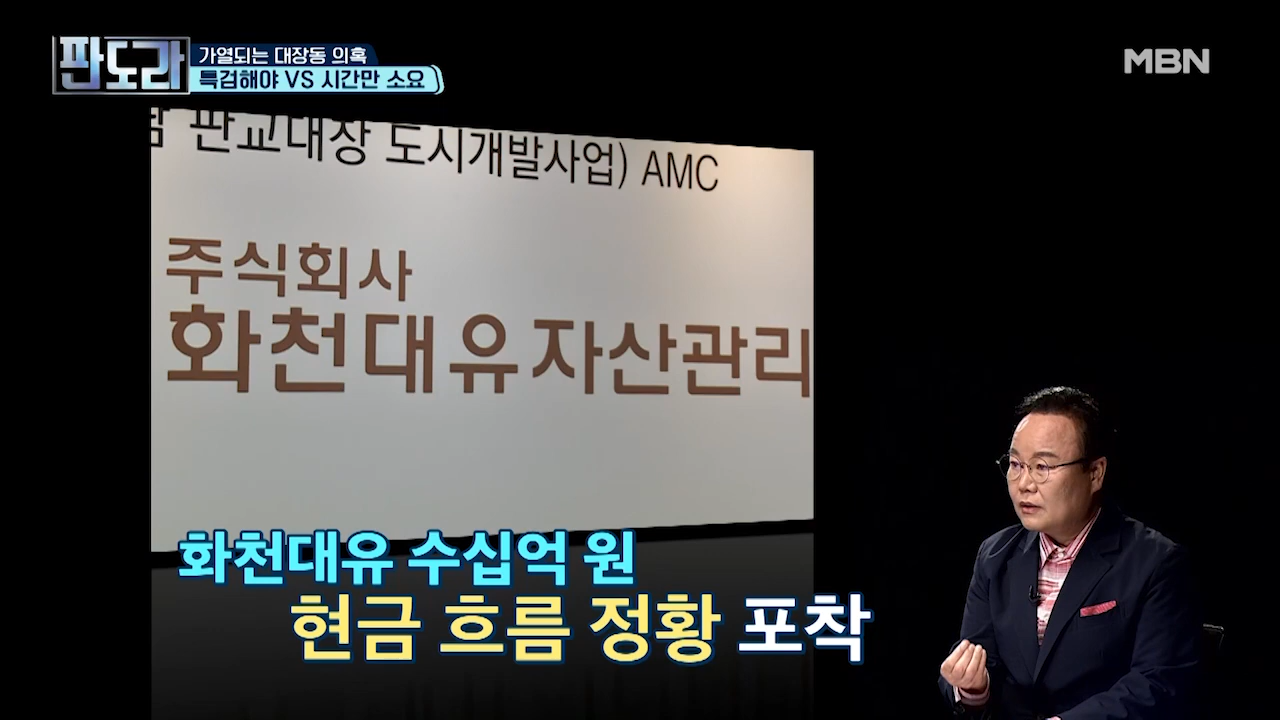 판도라
가열되는 대장동 의혹
특검해야 VS 시간만 소요
MBN
판교대장 도시개발사업) AMC
주식회사
화천대유자산관리
화천대유 수십억 원
현금 흐름 정황 포착